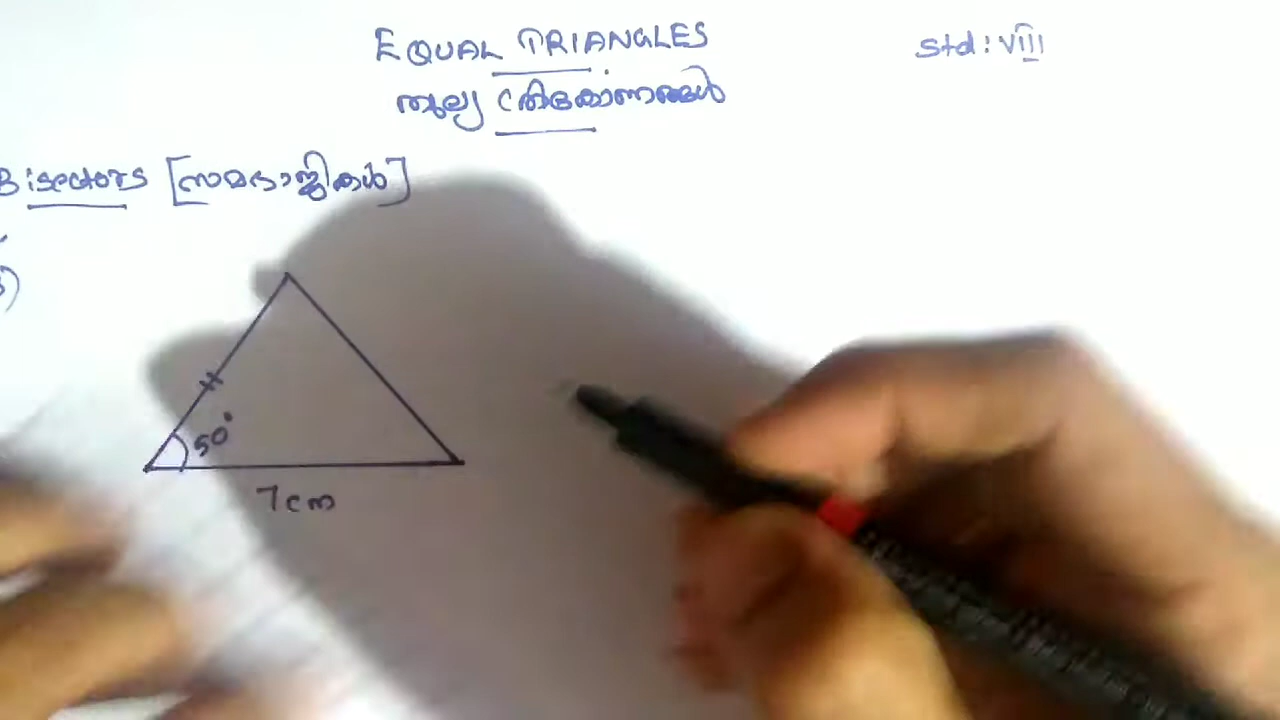 EQUAL TRIANGLES
Std : VIII
തുല്യ ത്രികോണങ്ങൾ
Bisectors [സമഭാജികൾ]
50°
7cm